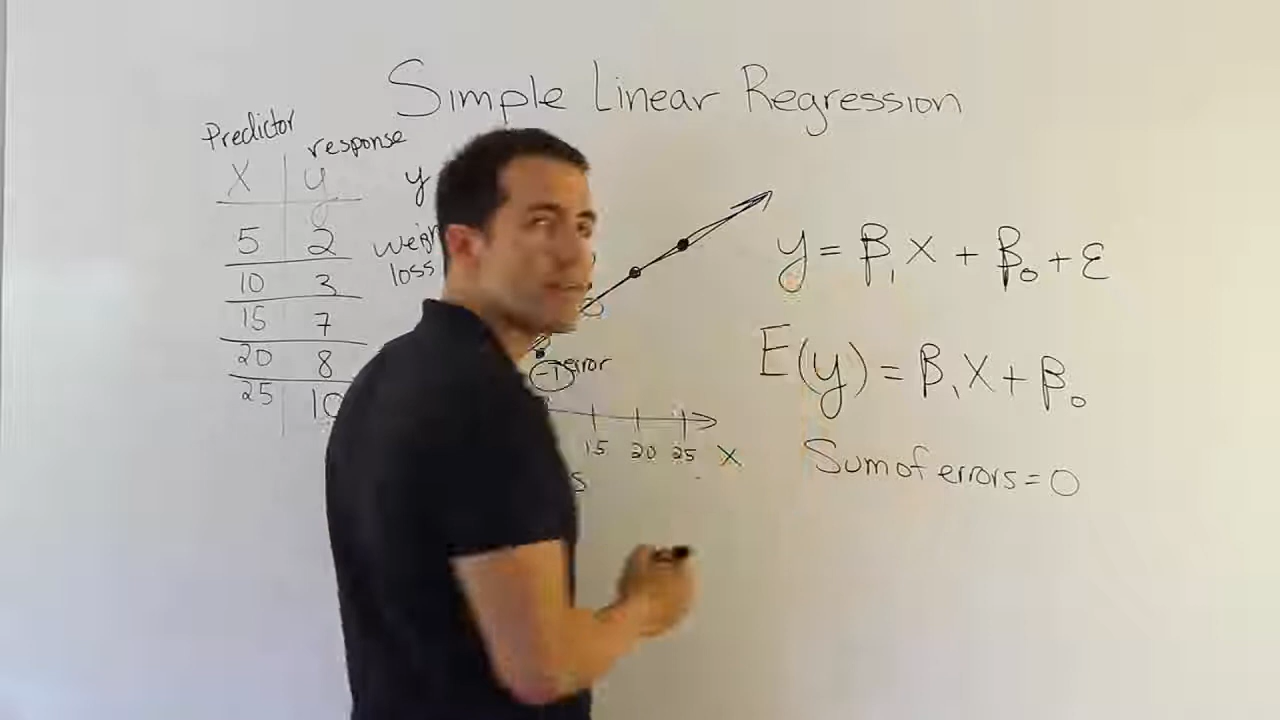 Simple Linear Regression
Predictor response
X y
5 2
10 3
15 7
20 8
25 10
y
loss
error
-1
15 20 25 X
y = β₁X + β₀ + ε
E(y) = β₁X + β₀
Sum of errors = 0